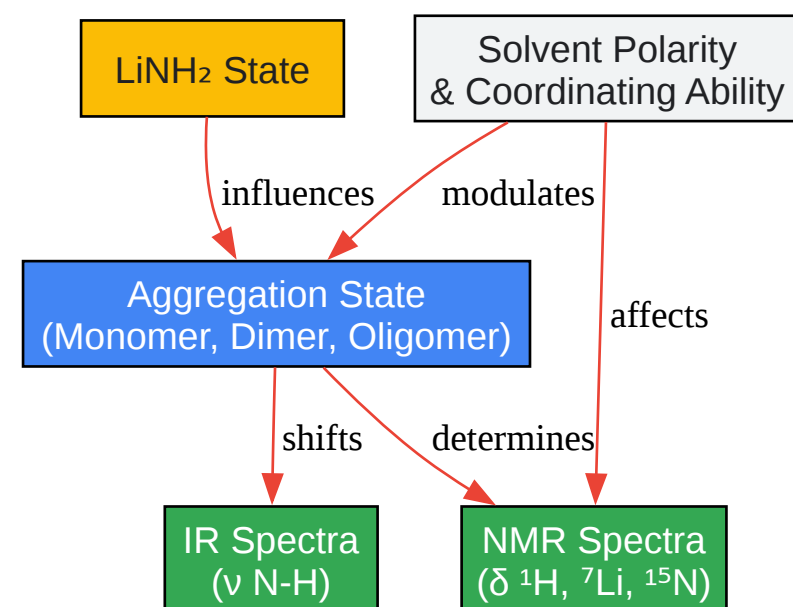 LiNH₂ State
Solvent Polarity
& Coordinating Ability
influences
modulates
Aggregation State
(Monomer, Dimer, Oligomer)
affects
shifts
determines
IR Spectra
(ν N-H)
NMR Spectra
(δ ¹H, ⁷Li, ¹⁵N)